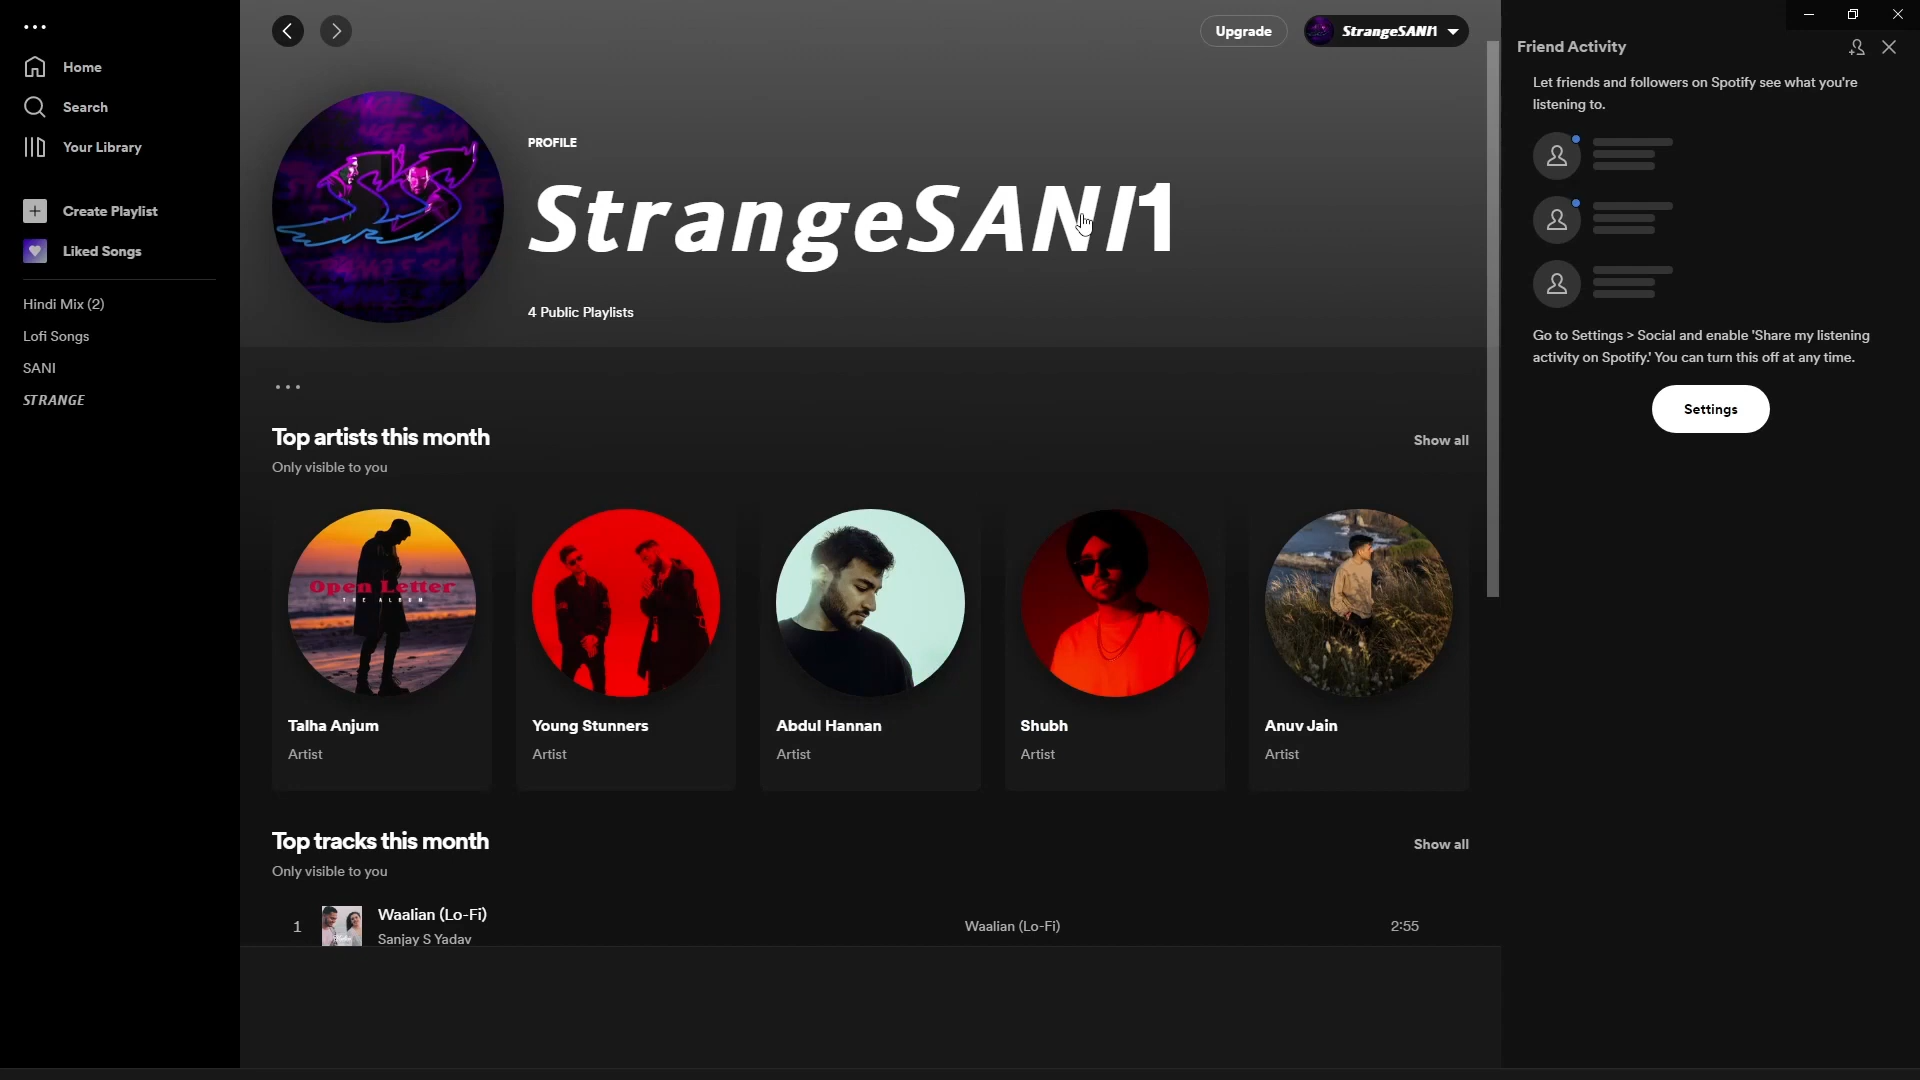 Home
Search
Your Library
Create Playlist
Liked Songs
Hindi Mix (2)
Lofi Songs
SANI
STRANGE
Upgrade
StrangeSANI1
PROFILE
StrangeSANI1
4 Public Playlists
Top artists this month
Show all
Only visible to you
Open Letter
THE ALBUM
Talha Anjum
Artist
Young Stunners
Artist
Abdul Hannan
Artist
Shubh
Artist
Anuv Jain
Artist
Top tracks this month
Show all
Only visible to you
1
Waalian (Lo-Fi)
Sanjay S Yadav
Waalian (Lo-Fi)
2:55
Friend Activity
Let friends and followers on Spotify see what you're
listening to.
Go to Settings > Social and enable 'Share my listening
activity on Spotify.' You can turn this off at any time.
Settings